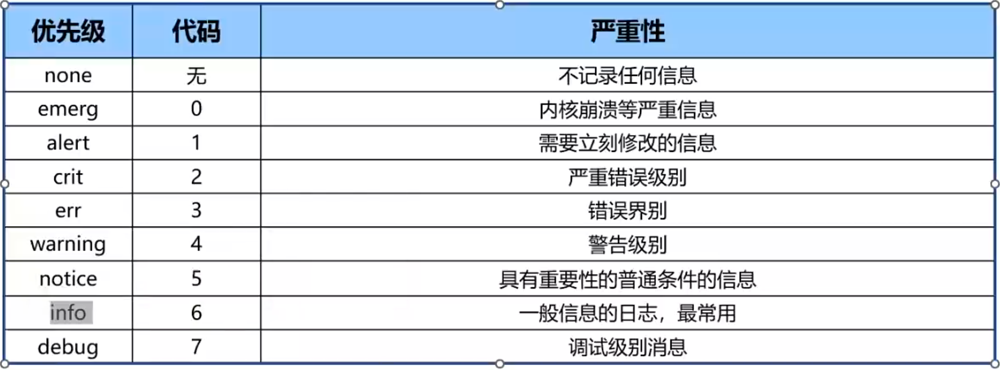 优先级 代码 严重性
none 无 不记录任何信息
emerg 0 内核崩溃等严重信息
alert 1 需要立刻修改的信息
crit 2 严重错误级别
err 3 错误界别
warning 4 警告级别
notice 5 具有重要性的普通条件的信息
info 6 一般信息的日志，最常用
debug 7 调试级别消息